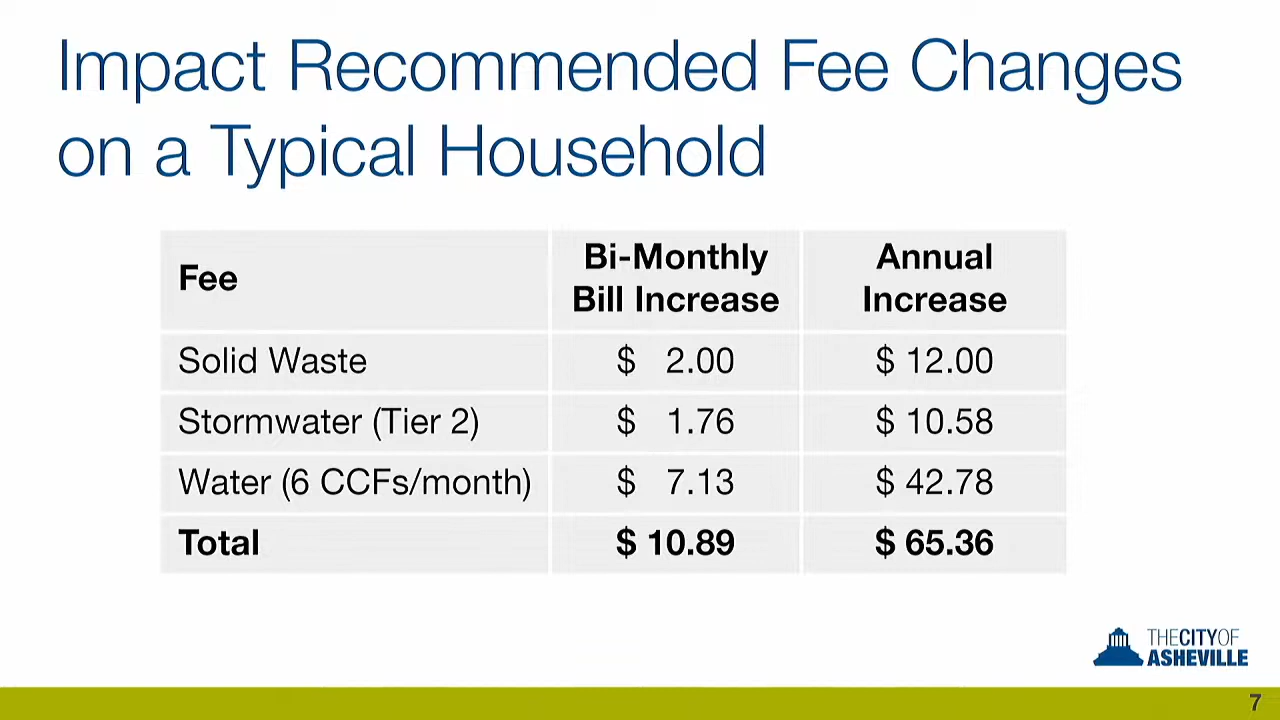 Impact Recommended Fee Changes
on a Typical Household
Fee
Bi-Monthly
Bill Increase
Annual
Increase
Solid Waste $ 2.00 $ 12.00
Stormwater (Tier 2) $ 1.76 $ 10.58
Water (6 CCFs/month) $ 7.13 $ 42.78
Total $ 10.89 $ 65.36
THECITYOF
ASHEVILLE
7